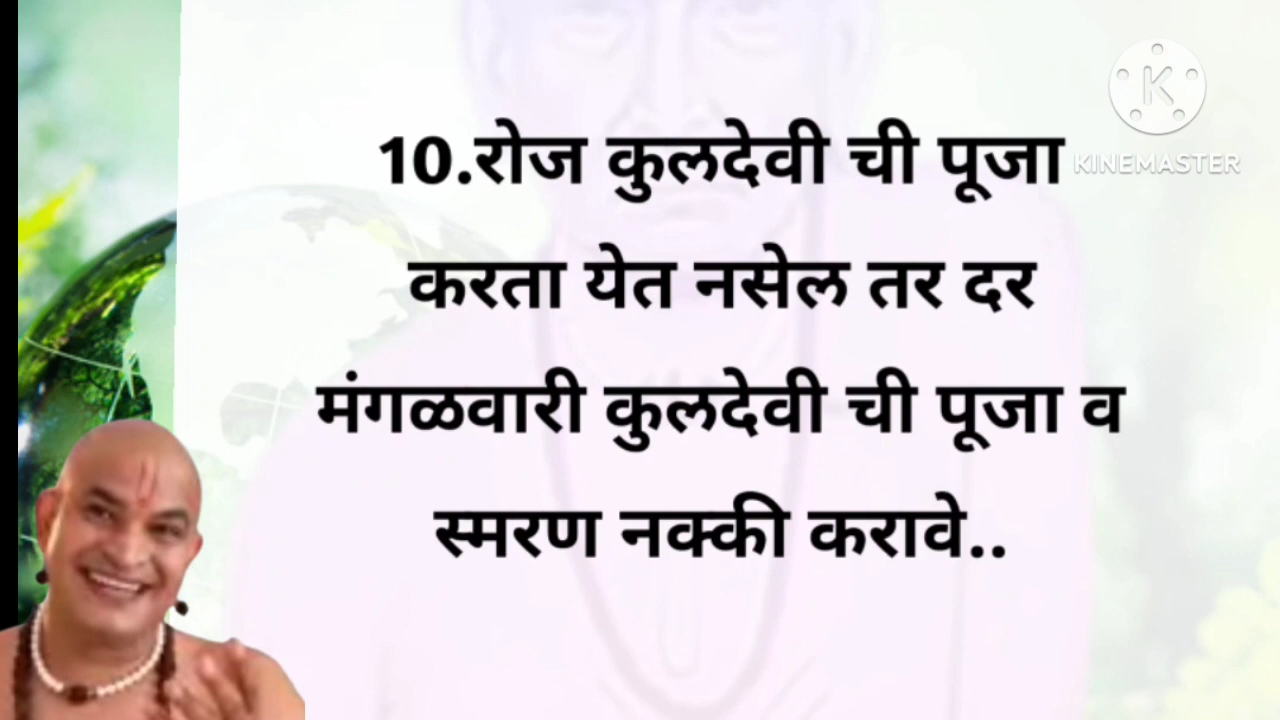 10.रोज कुलदेवी ची पूजा
करता येत नसेल तर दर
मंगळवारी कुलदेवी ची पूजा व
स्मरण नक्की करावे..
K
KINEMASTER